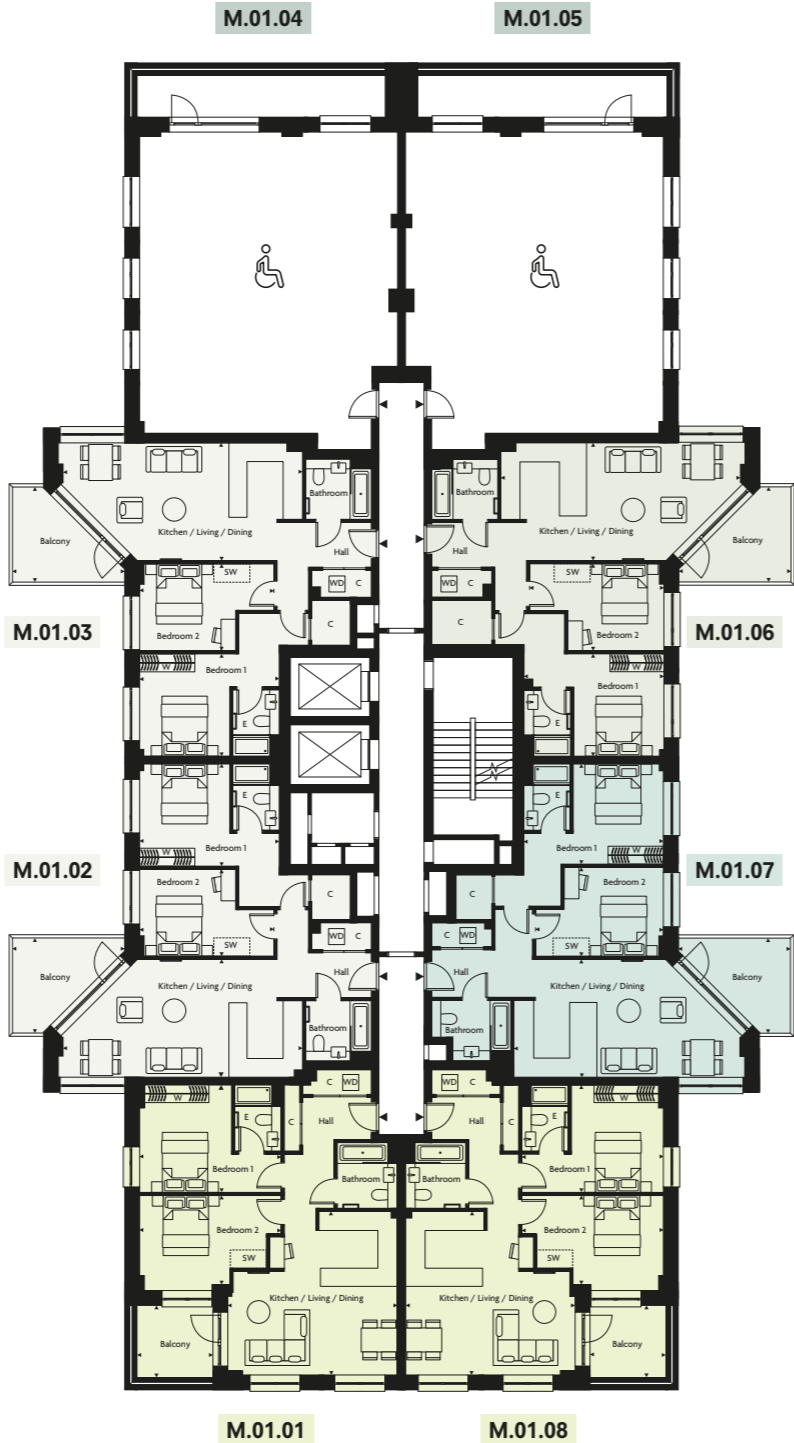 M.01.04
M.01.05
Bathroom
Kitchen / Living / Dining
Balcony
Hall
WD
C
SW
C
Bedroom 2
M.01.03
Bedroom 1
W
E
Bathroom
Kitchen / Living / Dining
Balcony
Hall
WD
C
SW
C
Bedroom 2
M.01.06
Bedroom 1
W
E
E
Bedroom 1
W
M.01.02
Bedroom 2
C
SW
WD
C
Balcony
Kitchen / Living / Dining
Hall
Bathroom
E
Bedroom 1
W
M.01.07
Bedroom 2
C
C
WD
SW
Hall
Kitchen / Living / Dining
Balcony
Bathroom
W
E
C
WD
C
Hall
Bedroom 1
Bathroom
Bedroom 2
SW
Kitchen / Living / Dining
Balcony
WD
C
C
Hall
E
W
Bathroom
Bedroom 1
Bedroom 2
SW
Kitchen / Living / Dining
Balcony
M.01.01
M.01.08